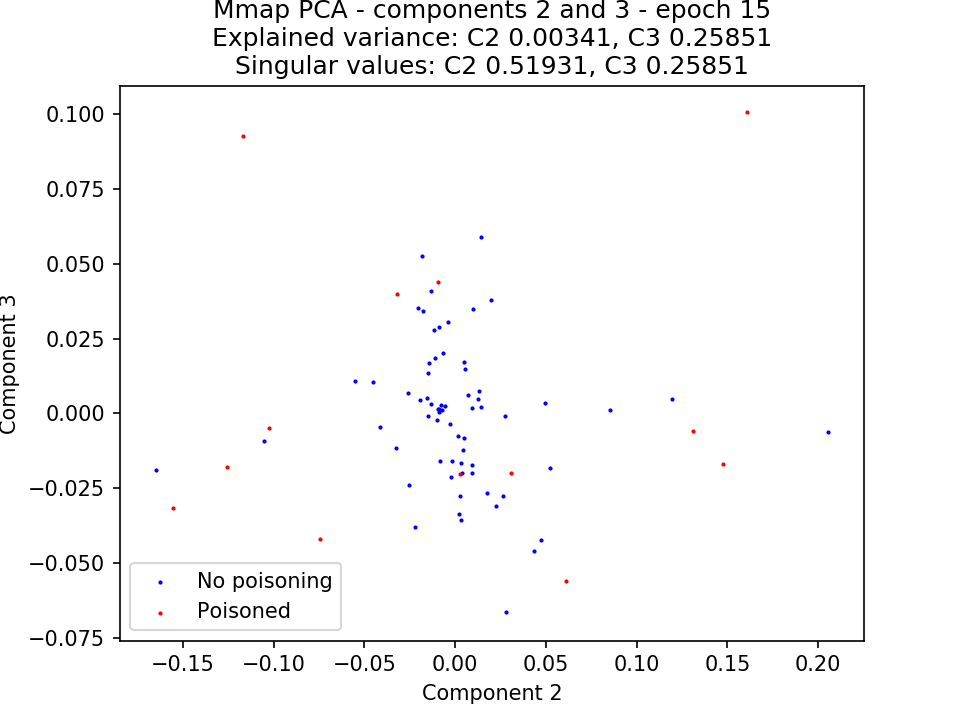 Mmap PCA - components 2 and 3 - epoch 15
Explained variance: C2 0.00341, C3 0.25851
Singular values: C2 0.51931, C3 0.25851
0.100
0.075
0.050
0.025
0.000
−0.025
−0.050
−0.075
Component 3
No poisoning
Poisoned
−0.15
−0.10
−0.05
0.00
0.05
0.10
0.15
0.20
Component 2